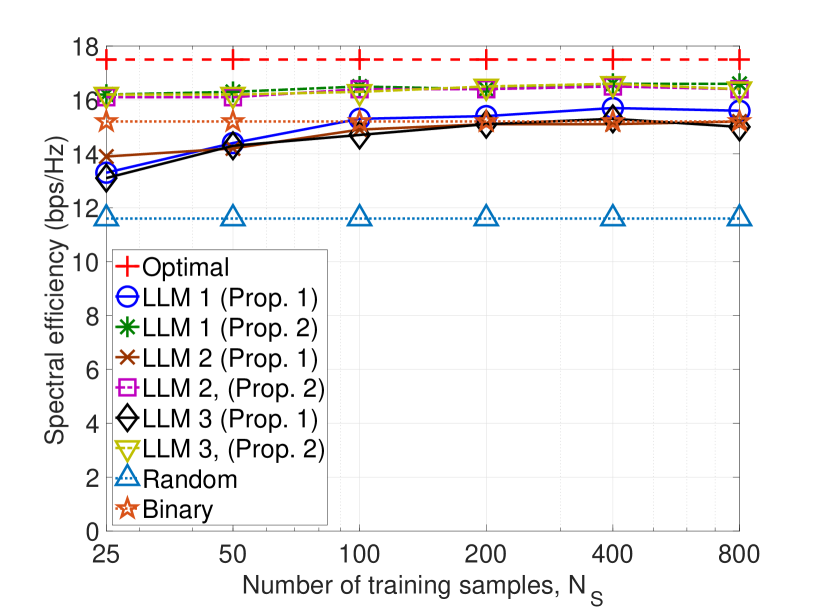 18
16
14
12
10
8
6
4
2
0
Spectral efficiency (bps/Hz)
Optimal
LLM 1 (Prop. 1)
LLM 1 (Prop. 2)
LLM 2 (Prop. 1)
LLM 2, (Prop. 2)
LLM 3 (Prop. 1)
LLM 3, (Prop. 2)
Random
Binary
25 50 100 200 400 800
Number of training samples, N_S